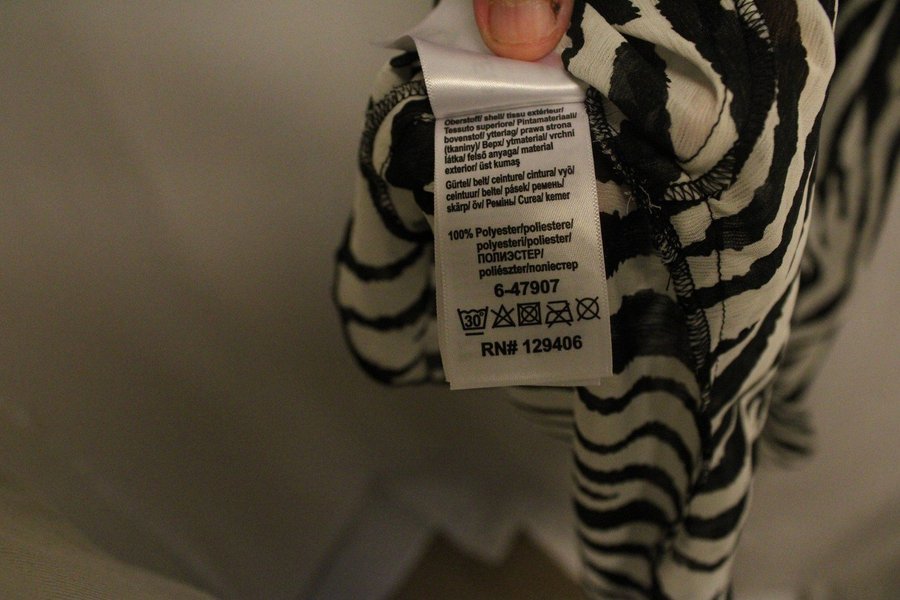 Oberstoff/ shell/ tissu extérieur/
Tessuto superiore/ Pintamateriaali/
bovenstof/ ytterlag/ prawa strona
(tkaniny)/ Верх/ ytmaterial/ vrchní
látka/ felső anyaga/ material
exterior/ üst kumaş
Gürtel/ belt/ ceinture/ cintura/ vyö/
ceintuur/ belte/ pásek/ ремень/
skärp/ öv/ Ремінь/ Curea/ kemer
100% Polyester/poliestere/
polyesteri/poliester/
ПОЛИЭСТЕР/
poliészter/поліестер
6-47907
30°
RN# 129406